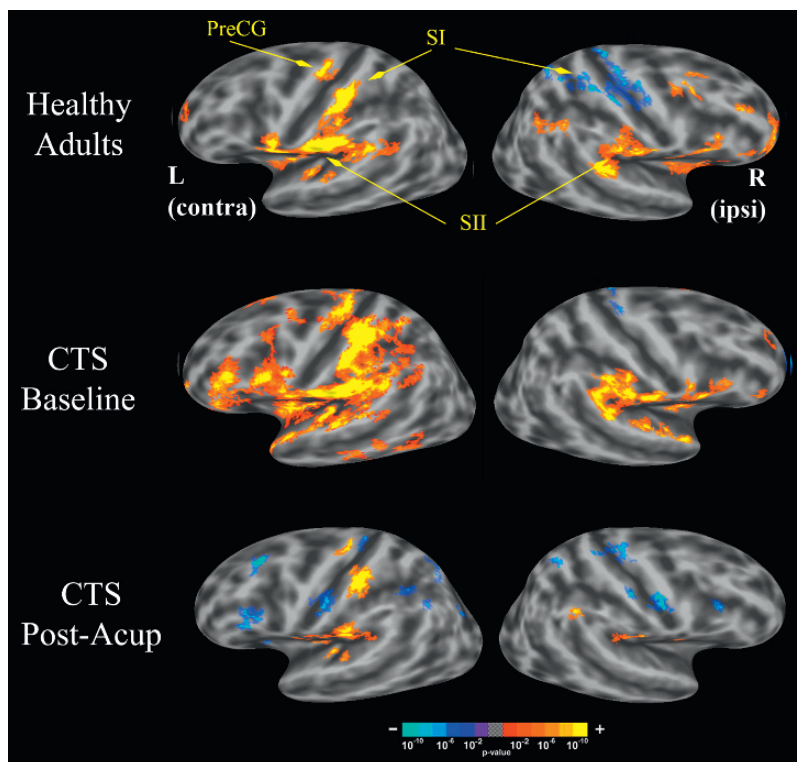 PreCG
SI
Healthy
Adults
L
(contra)
R
(ipsi)
SII
CTS
Baseline
CTS
Post-Acup
− +
10⁻¹⁰ 10⁻⁶ 10⁻² 10⁻² 10⁻⁶ 10⁻¹⁰
p-value